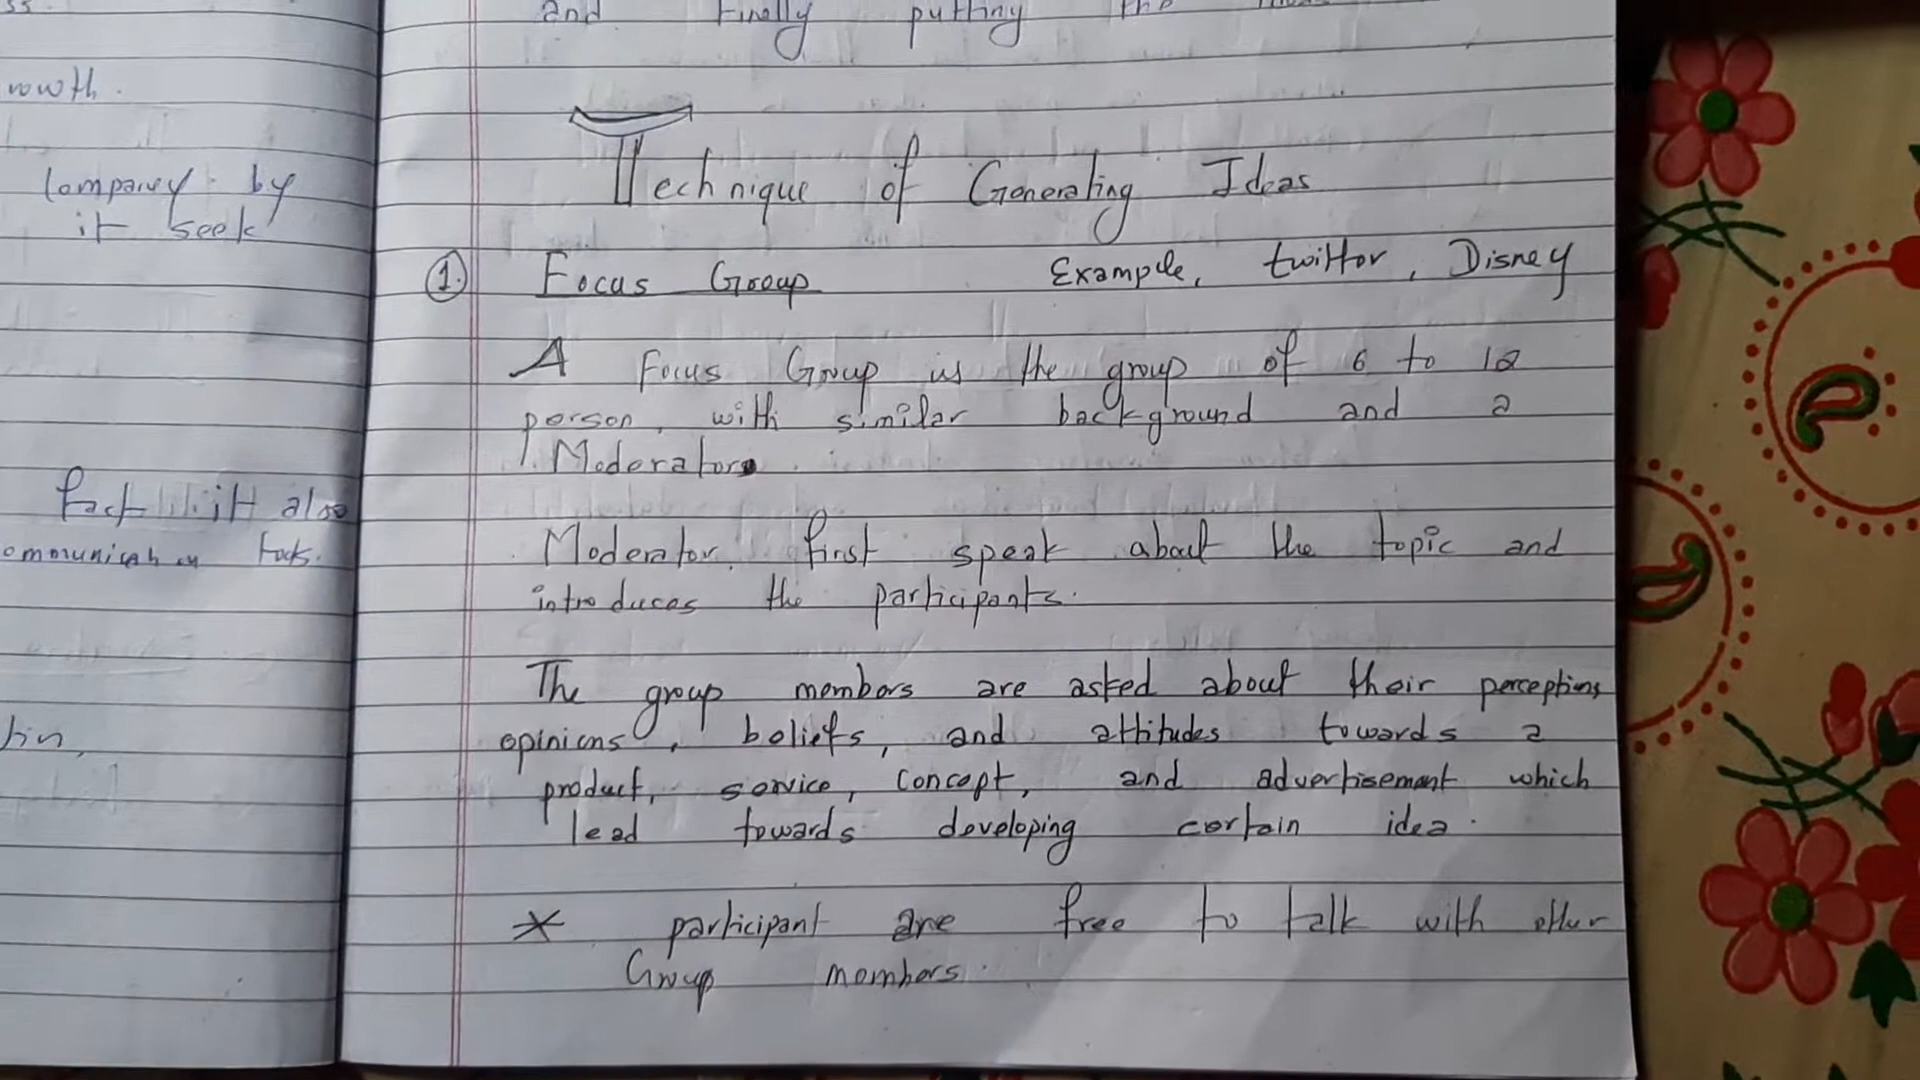 ss.
rowth.
Company by
it seek
Fact it also
ommunication
and Finally putting the
Technique of Generating Ideas
1. Focus Group Example, twitter, Disney
A Focus Group is the group of 6 to 12
person, with similar background and a
Moderators.
Moderator first speak about the topic and
introduces the participants.
The group members are asked about their perceptions
opinions, beliefs, and attitudes towards a
product, service, concept, and advertisement which
lead towards developing certain idea.
* participant are free to talk with other
Group members.